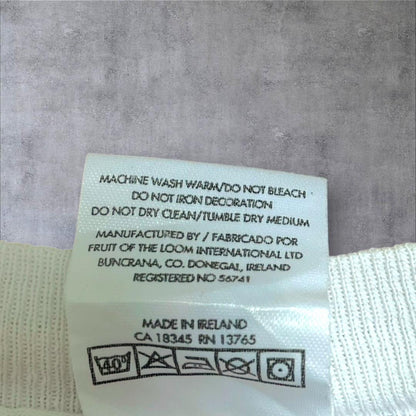 MACHINE WASH WARM/DO NOT BLEACH
DO NOT IRON DECORATION
DO NOT DRY CLEAN/TUMBLE DRY MEDIUM
MANUFACTURED BY / FABRICADO POR
FRUIT OF THE LOOM INTERNATIONAL LTD
BUNCRANA, CO. DONEGAL, IRELAND
REGISTERED NO 56741
MADE IN IRELAND
CA 18345 RN 13765
40°